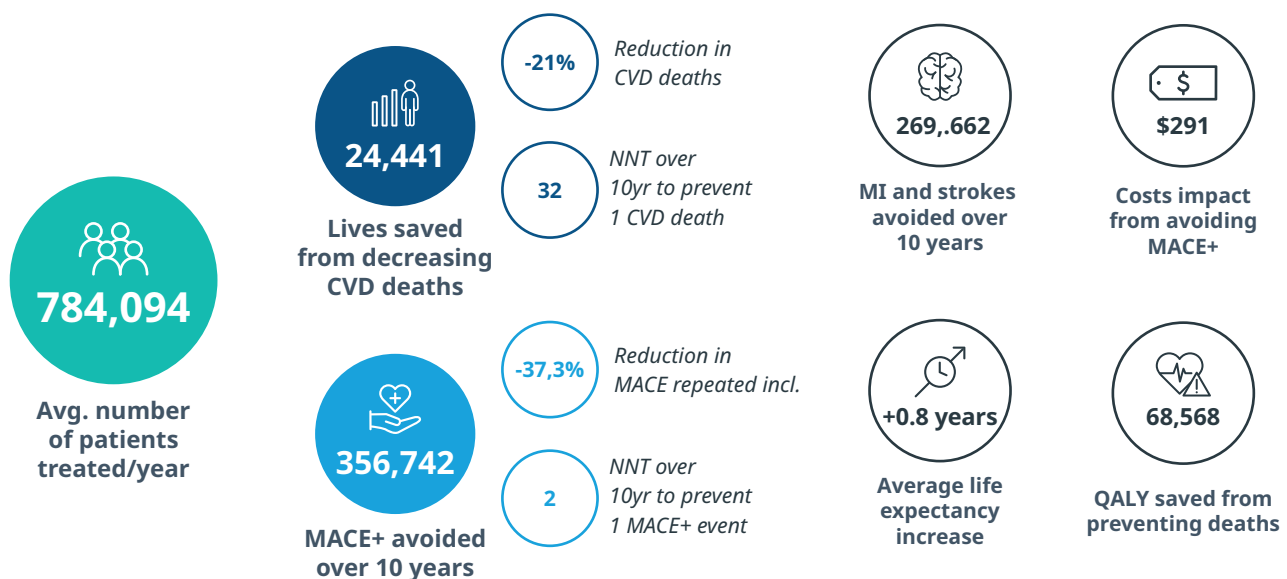 784,094
Avg. number
of patients
treated/year
24,441
Lives saved
from decreasing
CVD deaths
-21%
Reduction in
CVD deaths
32
NNT over
10yr to prevent
1 CVD death
356,742
MACE+ avoided
over 10 years
-37,3%
Reduction in
MACE repeated incl.
2
NNT over
10yr to prevent
1 MACE+ event
269,.662
MI and strokes
avoided over
10 years
$
$291
Costs impact
from avoiding
MACE+
+0.8 years
Average life
expectancy
increase
68,568
QALY saved from
preventing deaths